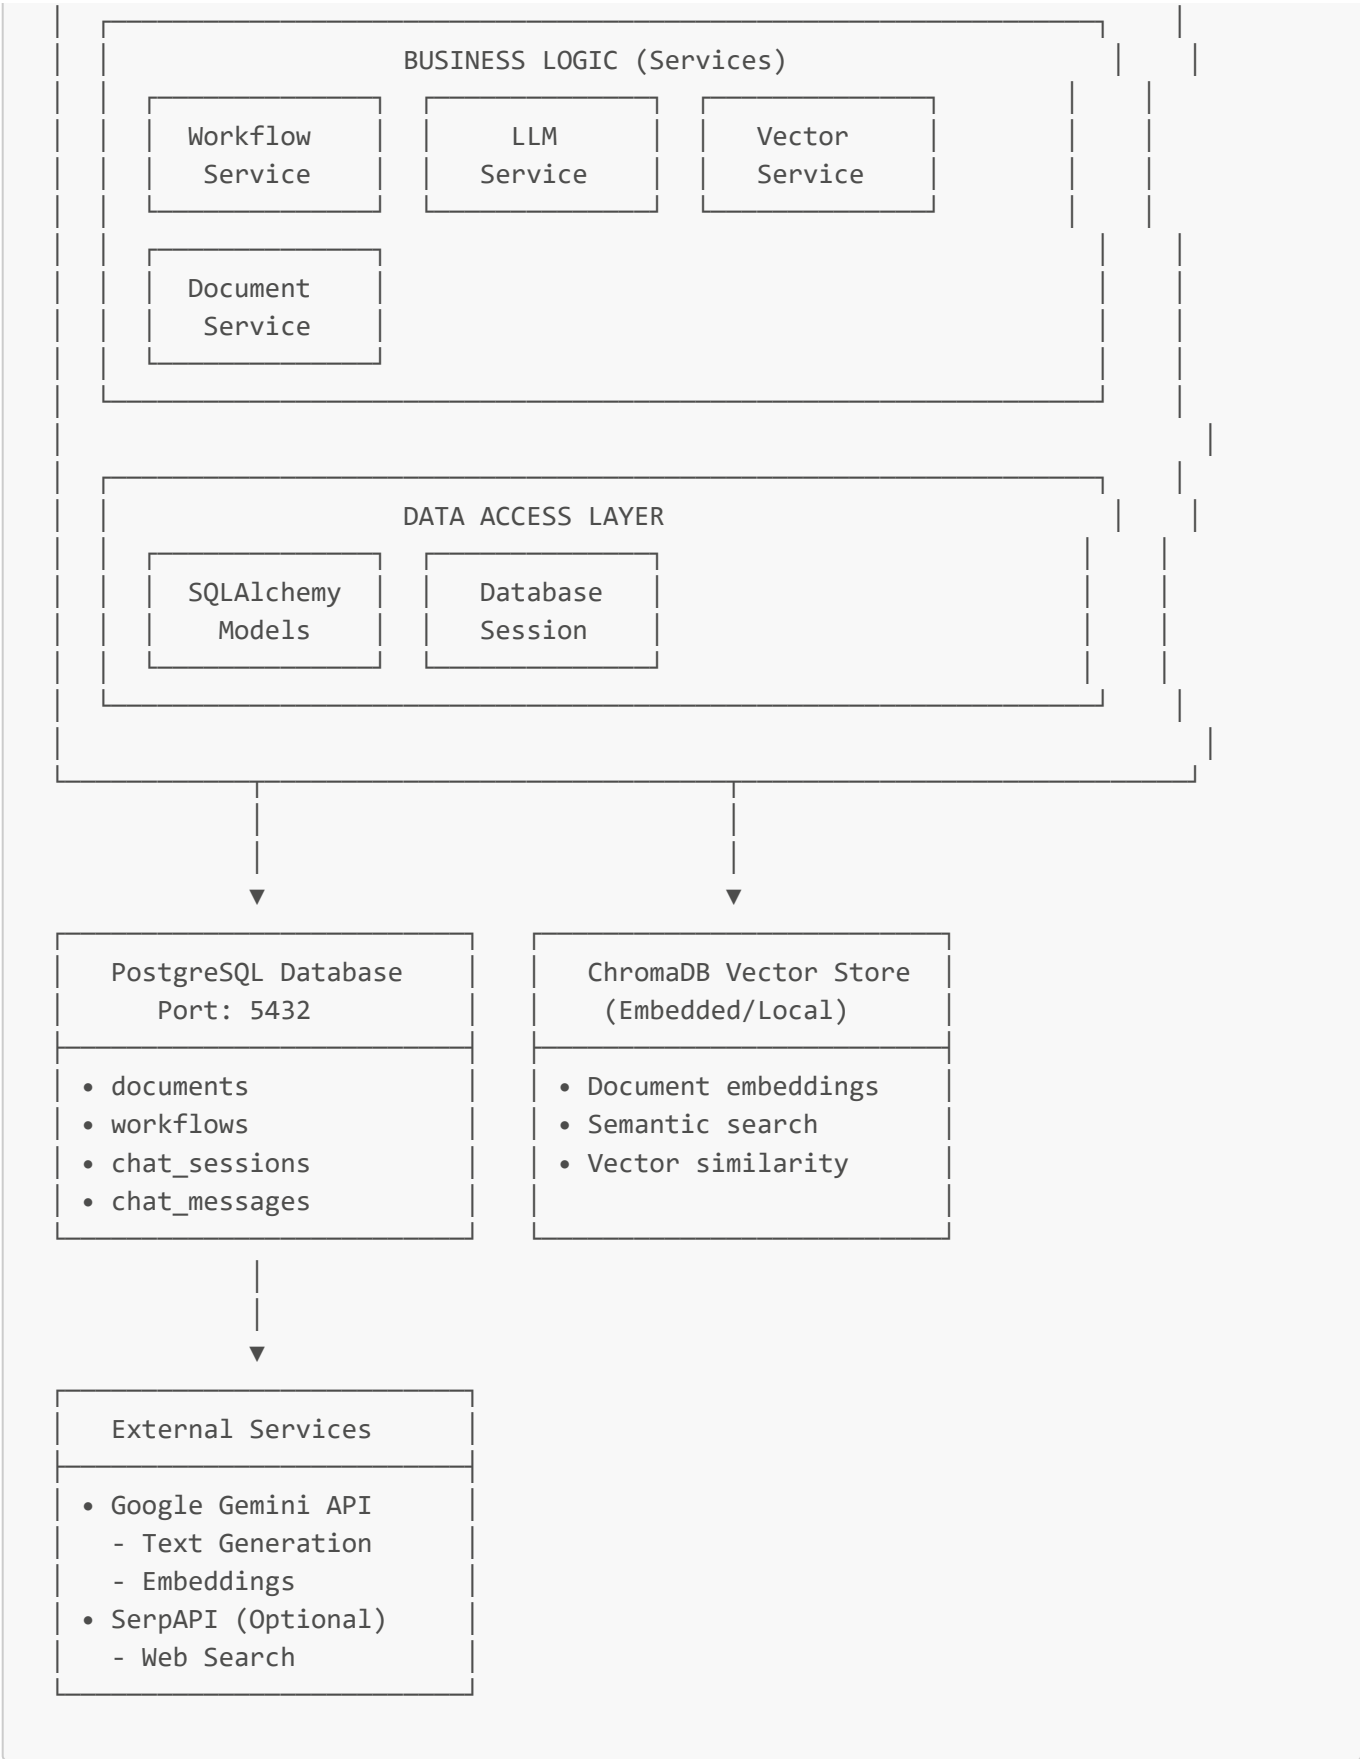 BUSINESS LOGIC (Services)
Workflow LLM Vector
Service Service Service
Document
Service
DATA ACCESS LAYER
SQLAlchemy Database
Models Session
PostgreSQL Database ChromaDB Vector Store
Port: 5432 (Embedded/Local)
• documents • Document embeddings
• workflows • Semantic search
• chat_sessions • Vector similarity
• chat_messages
External Services
• Google Gemini API
- Text Generation
- Embeddings
• SerpAPI (Optional)
- Web Search